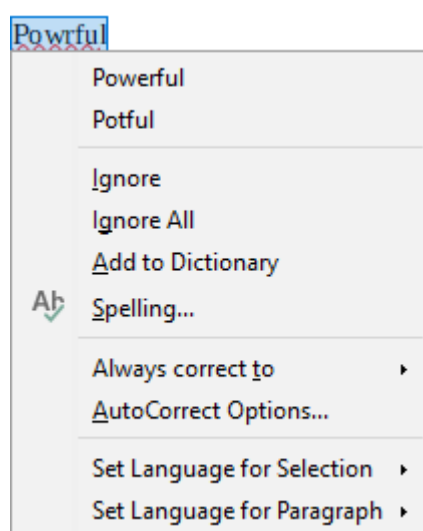 Powrful
Powerful
Potful
Ignore
Ignore All
Add to Dictionary
Ab
Spelling...
Always correct to
AutoCorrect Options...
Set Language for Selection
Set Language for Paragraph